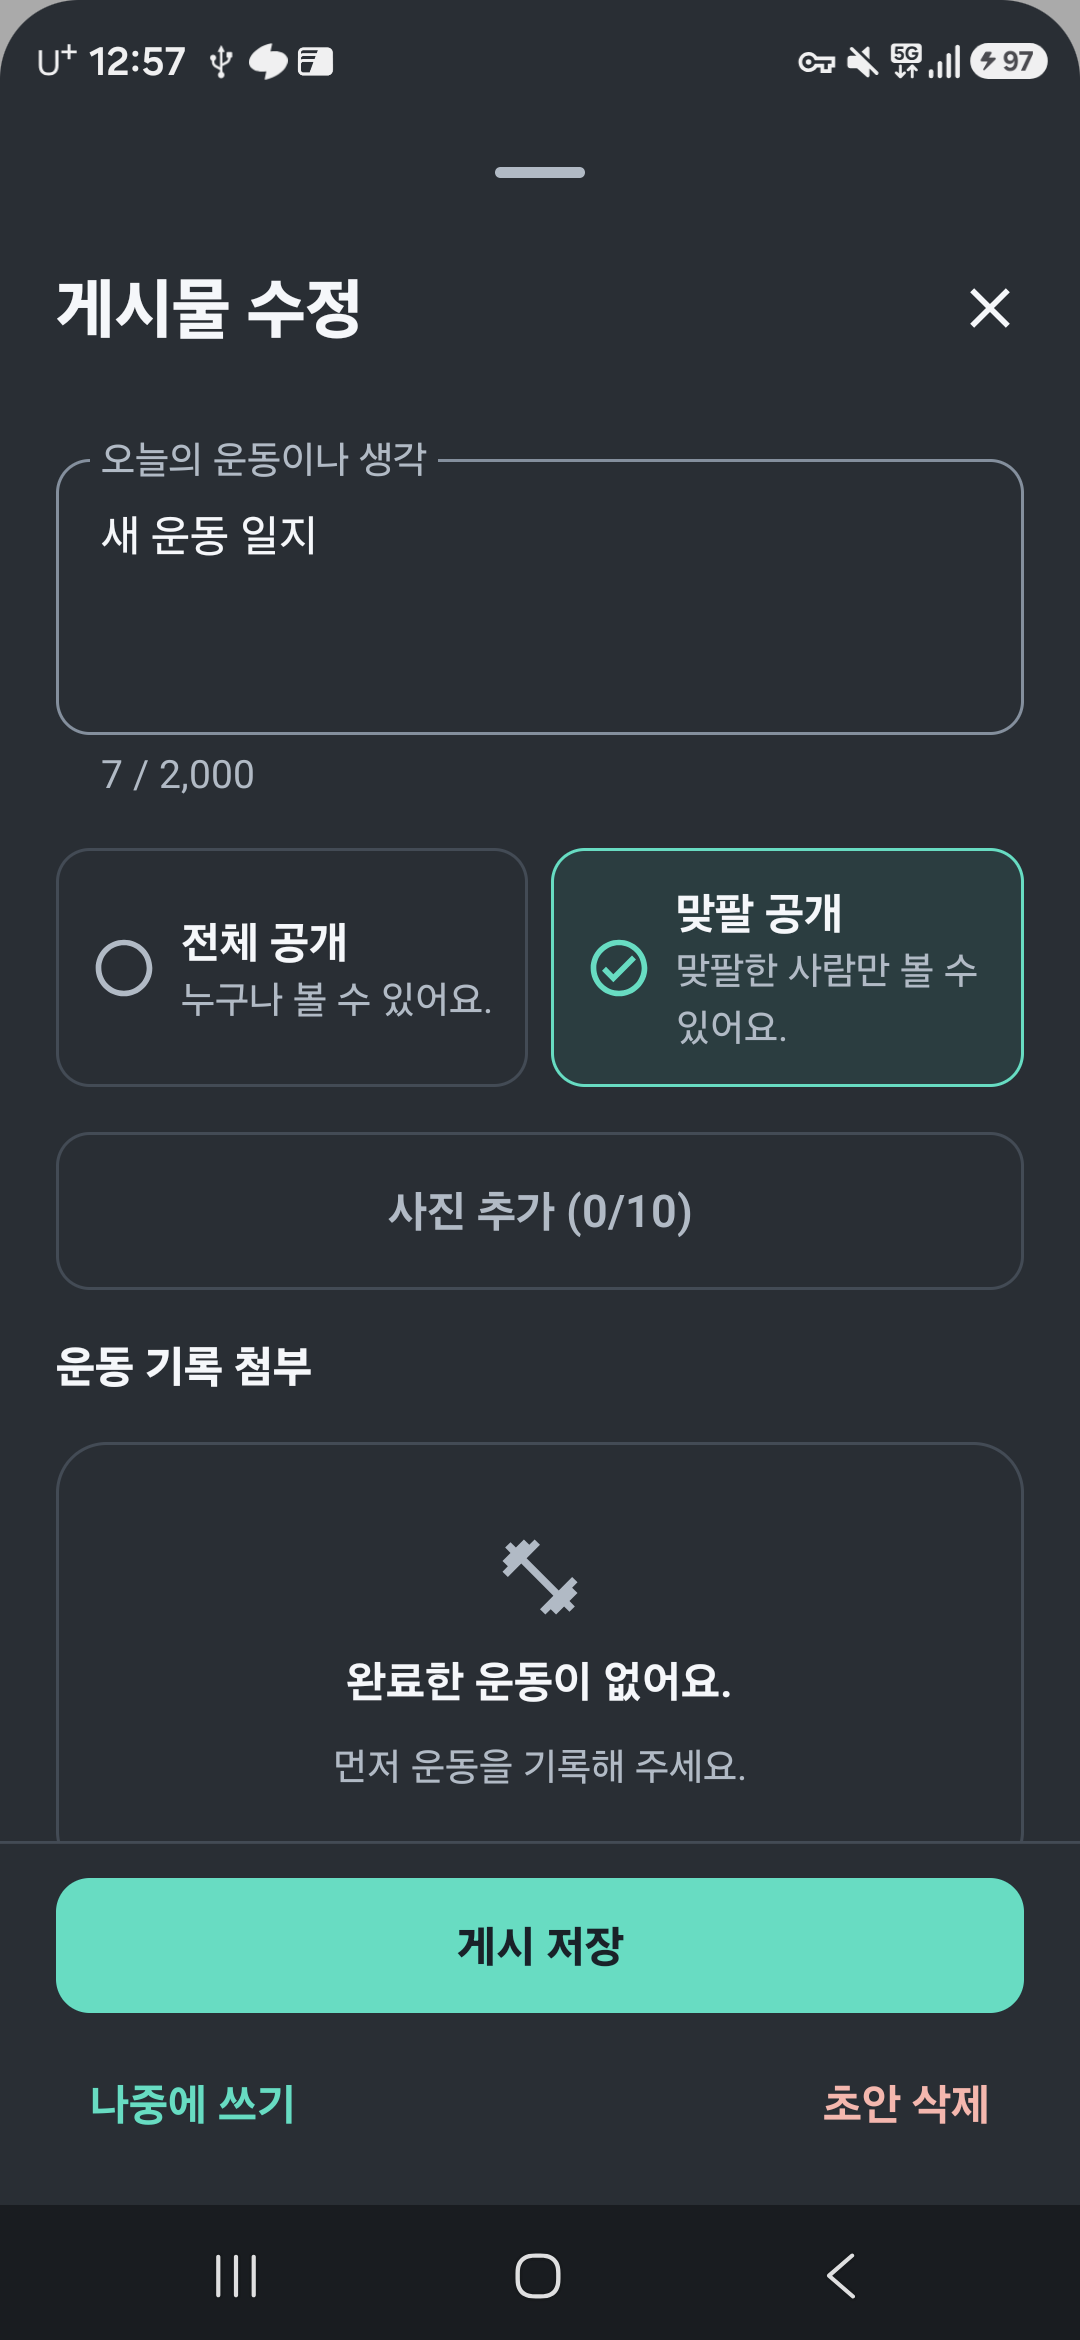 U+ 12:57 5G 97
게시물 수정
오늘의 운동이나 생각
새 운동 일지
7 / 2,000
전체 공개
누구나 볼 수 있어요.
맞팔 공개
맞팔한 사람만 볼 수
있어요.
사진 추가 (0/10)
운동 기록 첨부
완료한 운동이 없어요.
먼저 운동을 기록해 주세요.
게시 저장
나중에 쓰기
초안 삭제